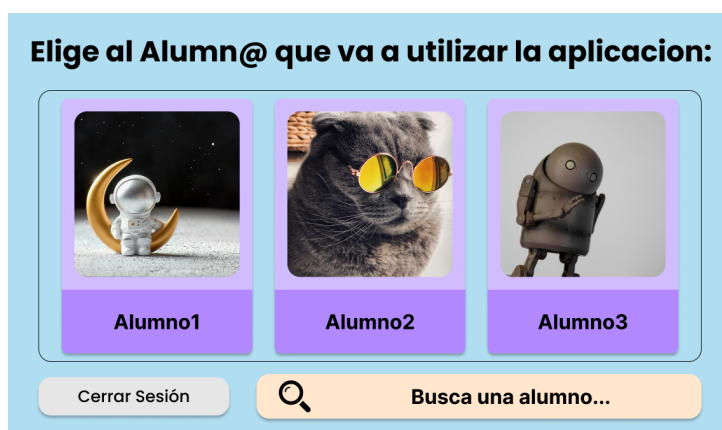 Elige al Alumn@ que va a utilizar la aplicacion:
Alumno1
Alumno2
Alumno3
Cerrar Sesión
Busca una alumno...